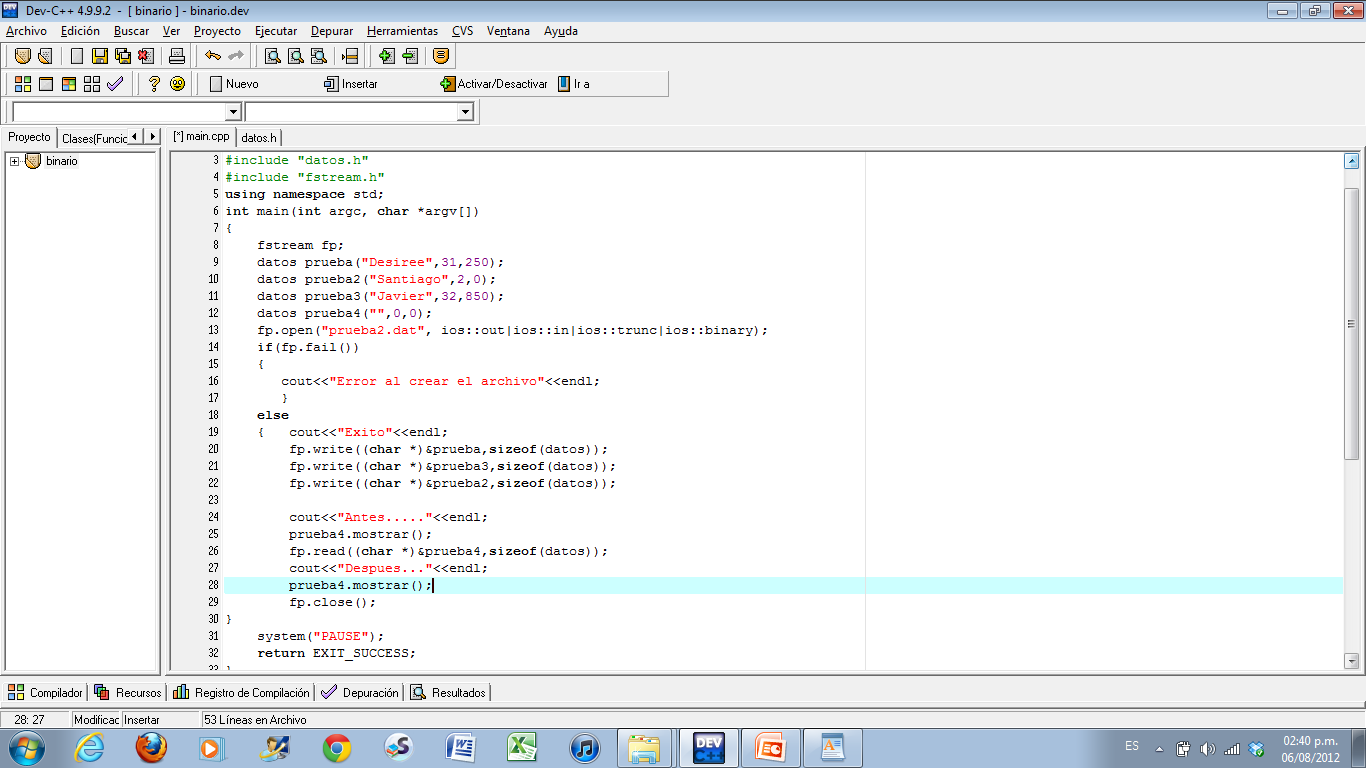 Dev-C++ 4.9.9.2 - [ binario ] - binario.dev
Archivo Edición Buscar Ver Proyecto Ejecutar Depurar Herramientas CVS Ventana Ayuda
Nuevo Insertar Activar/Desactivar Ir a
Proyecto Clases(Funcic [*] main.cpp datos.h
binario
3 #include "datos.h"
4 #include "fstream.h"
5 using namespace std;
6 int main(int argc, char *argv[])
7 {
8 fstream fp;
9 datos prueba("Desiree",31,250);
10 datos prueba2("Santiago",2,0);
11 datos prueba3("Javier",32,850);
12 datos prueba4("",0,0);
13 fp.open("prueba2.dat", ios::out|ios::in|ios::trunc|ios::binary);
14 if(fp.fail())
15 {
16 cout<<"Error al crear el archivo"<<endl;
17 }
18 else
19 { cout<<"Exito"<<endl;
20 fp.write((char *)&prueba,sizeof(datos));
21 fp.write((char *)&prueba3,sizeof(datos));
22 fp.write((char *)&prueba2,sizeof(datos));
23
24 cout<<"Antes....."<<endl;
25 prueba4.mostrar();
26 fp.read((char *)&prueba4,sizeof(datos));
27 cout<<"Despues..."<<endl;
28 prueba4.mostrar();
29 fp.close();
30 }
31 system("PAUSE");
32 return EXIT_SUCCESS;
33 }
Compilador Recursos Registro de Compilación Depuración Resultados
28: 27 Modificac Insertar 53 Líneas en Archivo
ES 02:40 p.m.
06/08/2012